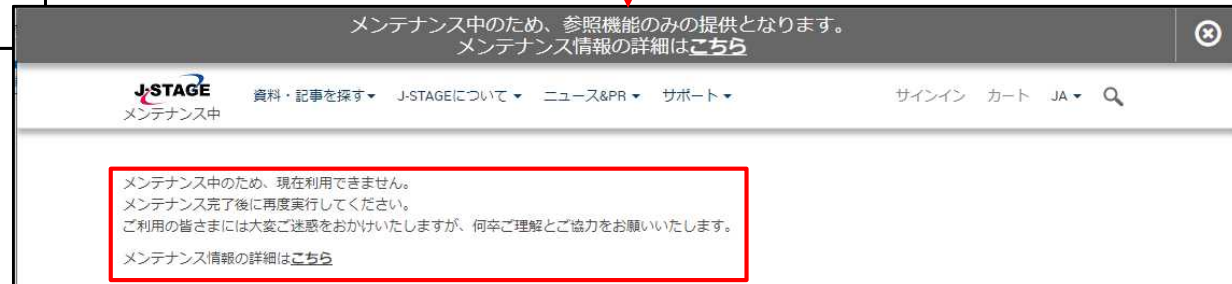 メンテナンス中のため、参照機能のみの提供となります。
メンテナンス情報の詳細はこちら
J-STAGE
メンテナンス中
資料・記事を探す
J-STAGEについて
ニュース&PR
サポート
サインイン
カート
JA
メンテナンス中のため、現在利用できません。
メンテナンス完了後に再度実行してください。
ご利用の皆さまには大変ご迷惑をおかけいたしますが、何卒ご理解とご協力をお願いいたします。
メンテナンス情報の詳細はこちら